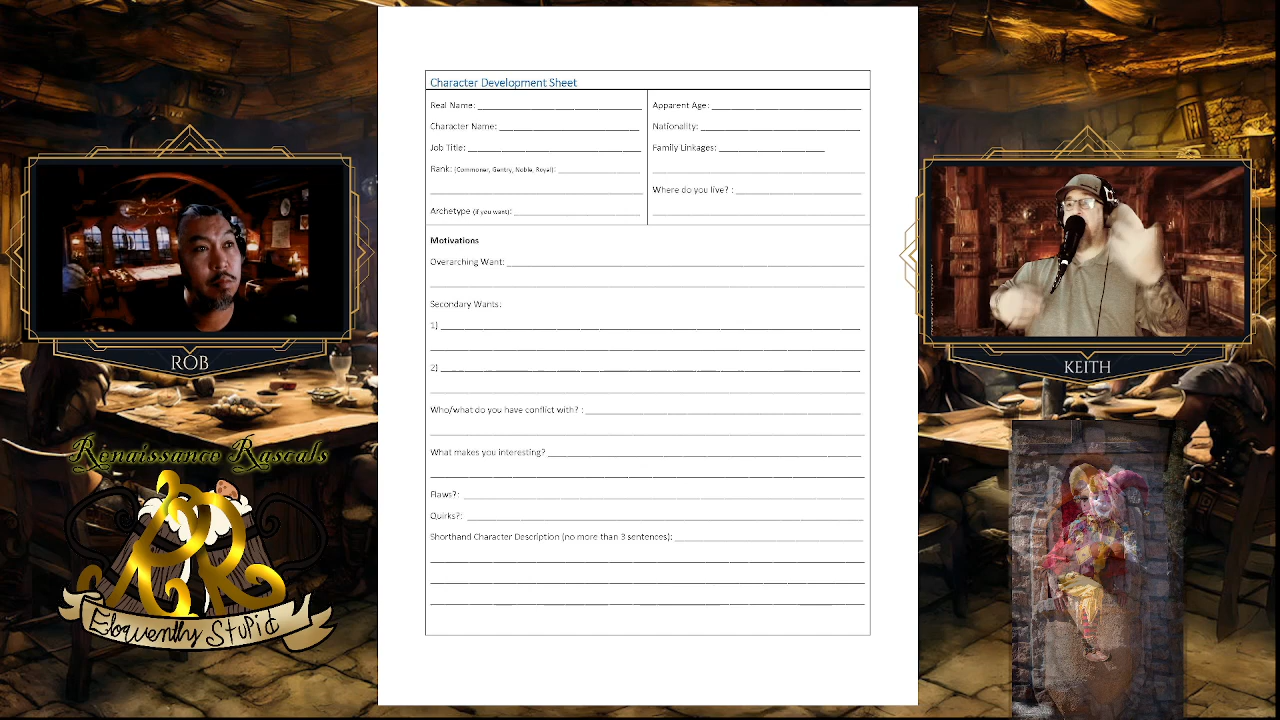 Character Development Sheet
Real Name:
Character Name:
Job Title:
Rank: (Commoner, Gentry, Noble, Royal):
Archetype (if you want):
Apparent Age:
Nationality:
Family Linkages:
Where do you live? :
Motivations
Overarching Want:
Secondary Wants:
1)
2)
Who/what do you have conflict with? :
What makes you interesting?
Flaws?:
Quirks?:
Shorthand Character Description (no more than 3 sentences):
ROB
KEITH
Renaissance Rascals
RR
Eloquently Stupid